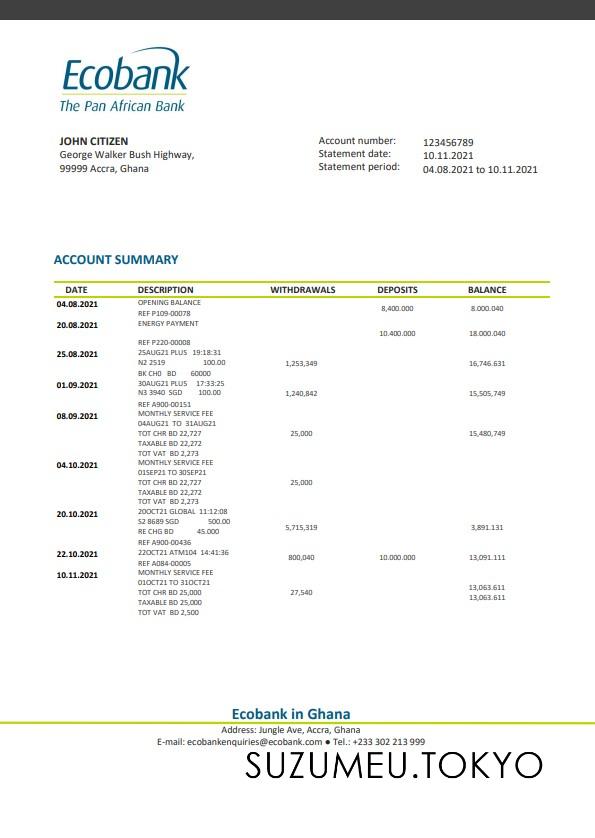 Ecobank
The Pan African Bank
JOHN CITIZEN
George Walker Bush Highway,
99999 Accra, Ghana
Account number: 123456789
Statement date: 10.11.2021
Statement period: 04.08.2021 to 10.11.2021
ACCOUNT SUMMARY
DATE DESCRIPTION WITHDRAWALS DEPOSITS BALANCE
04.08.2021 OPENING BALANCE
8,400.000 8.000.040
REF P109-00078
20.08.2021 ENERGY PAYMENT
10.400.000 18.000.040
REF P220-00008
25.08.2021 25AUG21 PLUS 19:18:31
N2 2519 100.00 1,253,349 16,746.631
BK CH0 BD 60000
01.09.2021 30AUG21 PLUS 17:33:25
N3 3940 SGD 100.00 1,240,842 15,505,749
REF A900-00151
08.09.2021 MONTHLY SERVICE FEE
04AUG21 TO 31AUG21
TOT CHR BD 22,727 25,000 15,480,749
TAXABLE BD 22,272
TOT VAT BD 2,273
04.10.2021 MONTHLY SERVICE FEE
01SEP21 TO 30SEP21
TOT CHR BD 22,727 25,000
TAXABLE BD 22,272
TOT VAT BD 2,273
20.10.2021 20OCT21 GLOBAL 11:12:08
S2 8689 SGD 500.00
5,715,319 3,891.131
RE CHG BD 45.000
REF A900-00436
22.10.2021 22OCT21 ATM104 14:41:36
800,040 10.000.000 13,091.111
REF A084-00005
10.11.2021 MONTHLY SERVICE FEE
01OCT21 TO 31OCT21
13,063.611
TOT CHR BD 25,000 27,540
13,063.611
TAXABLE BD 25,000
TOT VAT BD 2,500
Ecobank in Ghana
Address: Jungle Ave, Accra, Ghana
E-mail: ecobankenquiries@ecobank.com ● Tel.: +233 302 213 999
SUZUMEU.TOKYO